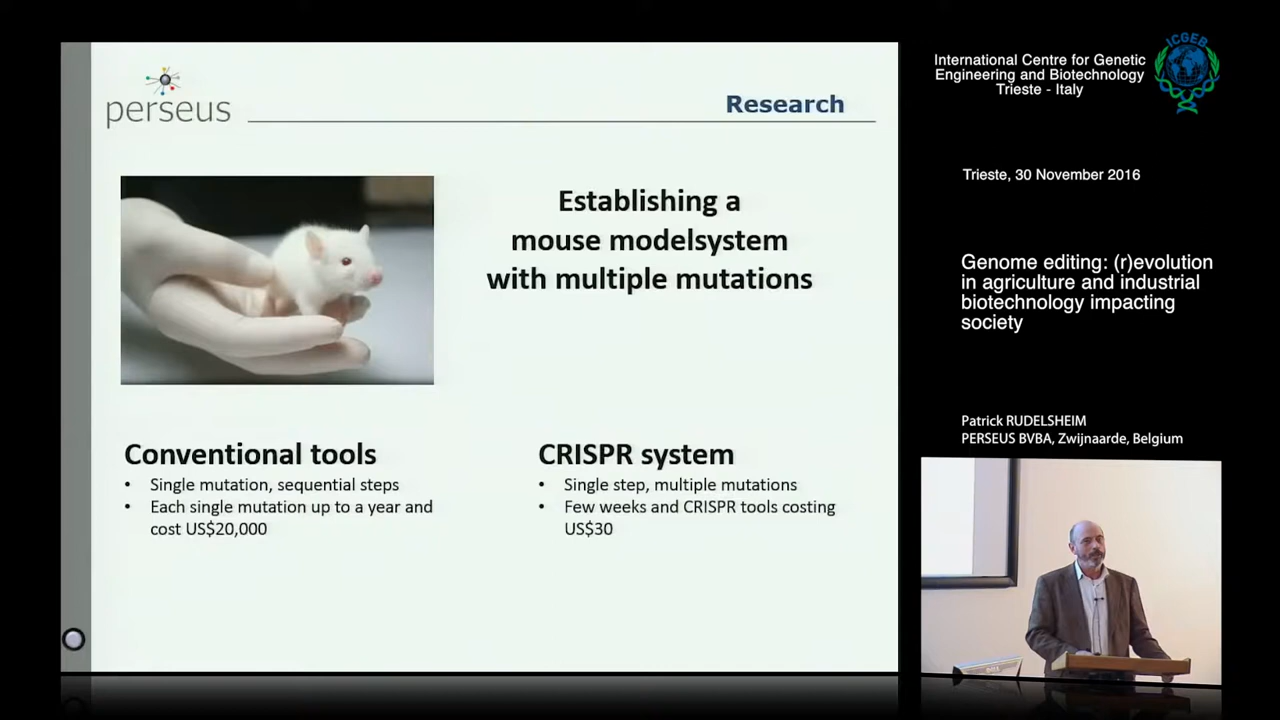 perseus
Research
Establishing a
mouse modelsystem
with multiple mutations
Conventional tools
• Single mutation, sequential steps
• Each single mutation up to a year and
cost US$20,000
CRISPR system
• Single step, multiple mutations
• Few weeks and CRISPR tools costing
US$30
International Centre for Genetic
Engineering and Biotechnology
Trieste - Italy
ICGEB
Trieste, 30 November 2016
Genome editing: (r)evolution
in agriculture and industrial
biotechnology impacting
society
Patrick RUDELSHEIM
PERSEUS BVBA, Zwijnaarde, Belgium